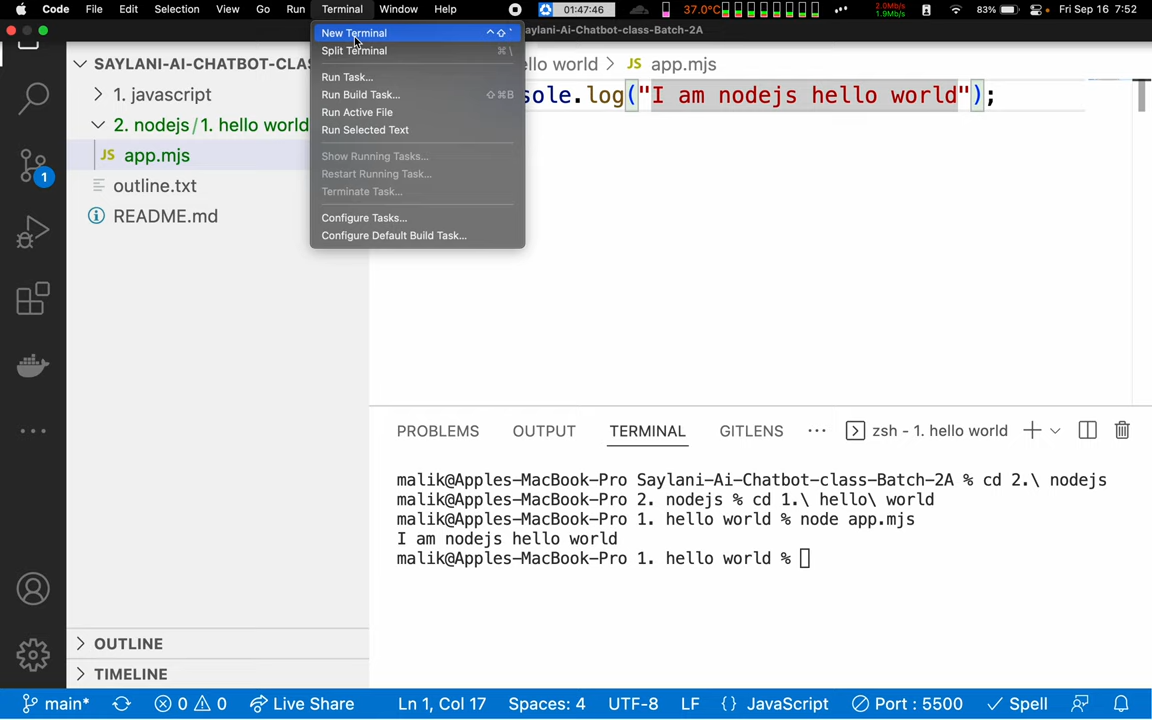 Code File Edit Selection View Go Run Terminal Window Help 01:47:46 37.0°C 2.0Mb/s 1.9Mb/s 83% Fri Sep 16 7:52
aylani-Ai-Chatbot-class-Batch-2A
New Terminal ^⇧`
Split Terminal ⌘\
Run Task...
Run Build Task... ⇧⌘B
Run Active File
Run Selected Text
Show Running Tasks...
Restart Running Task...
Terminate Task...
Configure Tasks...
Configure Default Build Task...
SAYLANI-AI-CHATBOT-CLAS
1. javascript
2. nodejs/1. hello world
JS app.mjs
outline.txt
README.md
1
OUTLINE
TIMELINE
ello world > JS app.mjs
sole.log("I am nodejs hello world");
PROBLEMS OUTPUT TERMINAL GITLENS ··· zsh - 1. hello world
malik@Apples-MacBook-Pro Saylani-Ai-Chatbot-class-Batch-2A % cd 2.\ nodejs
malik@Apples-MacBook-Pro 2. nodejs % cd 1.\ hello\ world
malik@Apples-MacBook-Pro 1. hello world % node app.mjs
I am nodejs hello world
malik@Apples-MacBook-Pro 1. hello world %
main* 0 0 Live Share Ln 1, Col 17 Spaces: 4 UTF-8 LF {} JavaScript Port : 5500 Spell